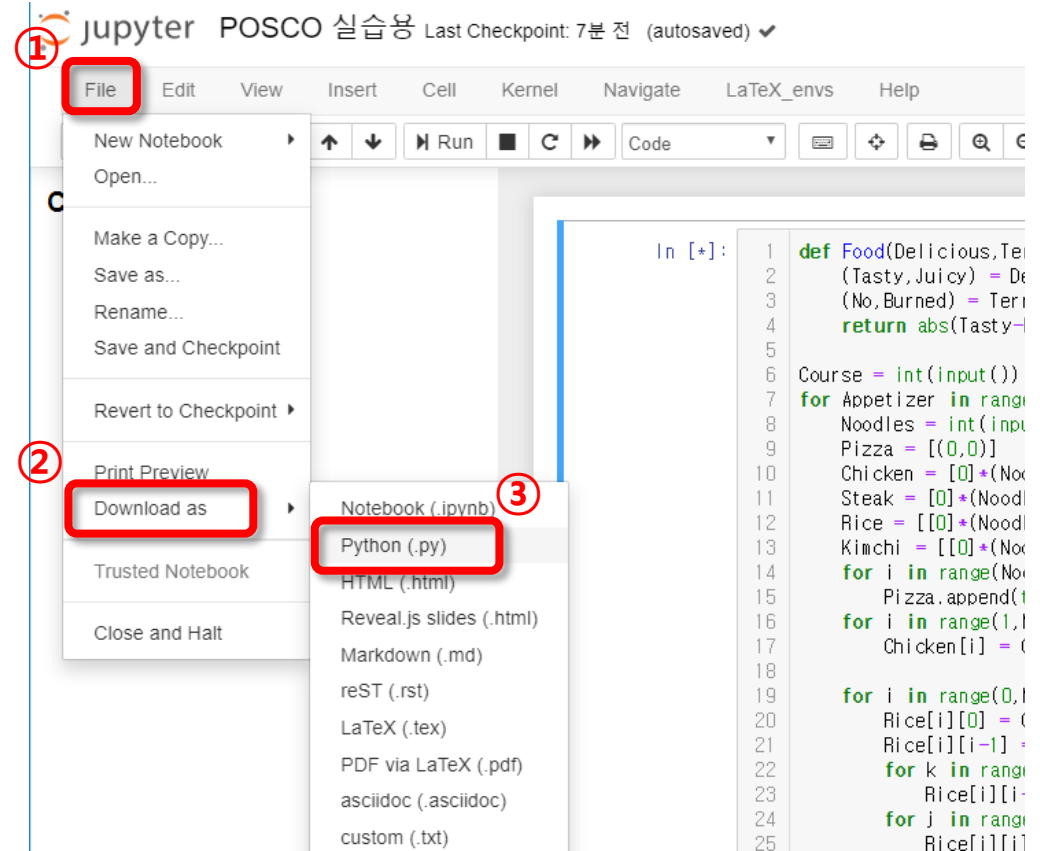 ①
jupyter POSCO 실습용 Last Checkpoint: 7분 전 (autosaved)
File Edit View Insert Cell Kernel Navigate LaTeX_envs Help
Run Code
New Notebook
Open...
Make a Copy...
Save as...
Rename...
Save and Checkpoint
Revert to Checkpoint
②
Print Preview
Download as
Trusted Notebook
Close and Halt
③
Notebook (.ipynb)
Python (.py)
HTML (.html)
Reveal.js slides (.html)
Markdown (.md)
reST (.rst)
LaTeX (.tex)
PDF via LaTeX (.pdf)
asciidoc (.asciidoc)
custom (.txt)
In [*]:
1 def Food(Delicious,Te
2 (Tasty,Juicy) = De
3 (No,Burned) = Ter
4 return abs(Tasty-
5
6 Course = int(input())
7 for Appetizer in range
8 Noodles = int(inpu
9 Pizza = [(0,0)]
10 Chicken = [0]*(Noo
11 Steak = [0]*(Nood
12 Rice = [[0]*(Nood
13 Kimchi = [[0]*(Noo
14 for i in range(Noo
15 Pizza.append(t
16 for i in range(1,
17 Chicken[i] =
18
19 for i in range(0,
20 Rice[i][0] =
21 Rice[i][i-1] =
22 for k in range
23 Rice[i][i-
24 for j in range
25 Rice[i][i]